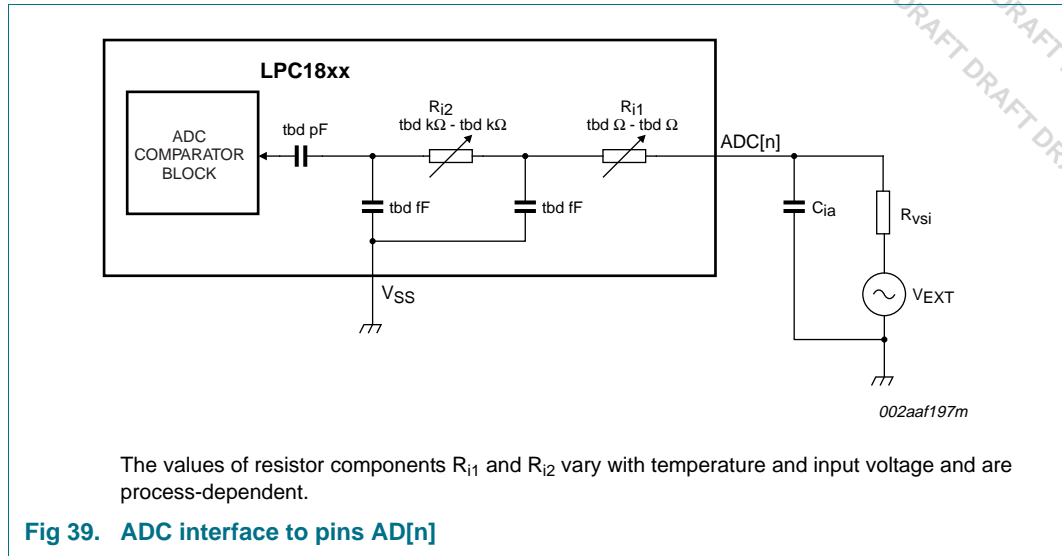 DRAFT DRAFT
DRAFT DRAFT DRA
LPC18xx
ADC
COMPARATOR
BLOCK
tbd pF
Ri2
tbd kΩ - tbd kΩ
Ri1
tbd Ω - tbd Ω
ADC[n]
tbd fF
tbd fF
Cia
Rvsi
VSS
VEXT
002aaf197m
The values of resistor components Ri1 and Ri2 vary with temperature and input voltage and are
process-dependent.
Fig 39. ADC interface to pins AD[n]